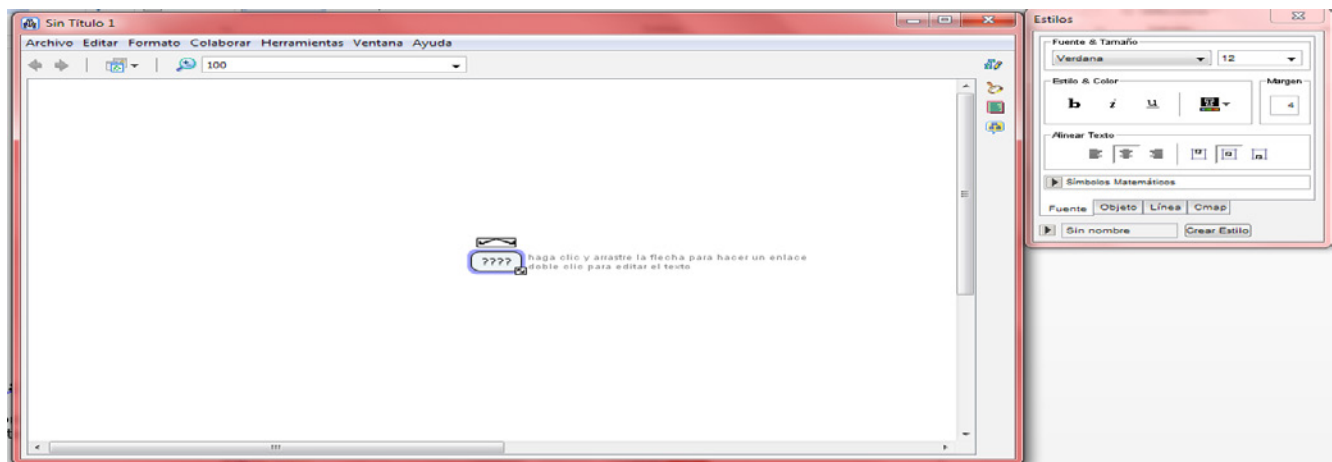 Sin Título 1
Archivo Editar Formato Colaborar Herramientas Ventana Ayuda
100
????
haga clic y arrastre la flecha para hacer un enlace
doble clic para editar el texto
Estilos
Fuente & Tamaño
Verdana 12
Estilo & Color Margen
b i u 4
Alinear Texto
Símbolos Matemáticos
Fuente Objeto Línea Cmap
Sin nombre Crear Estilo